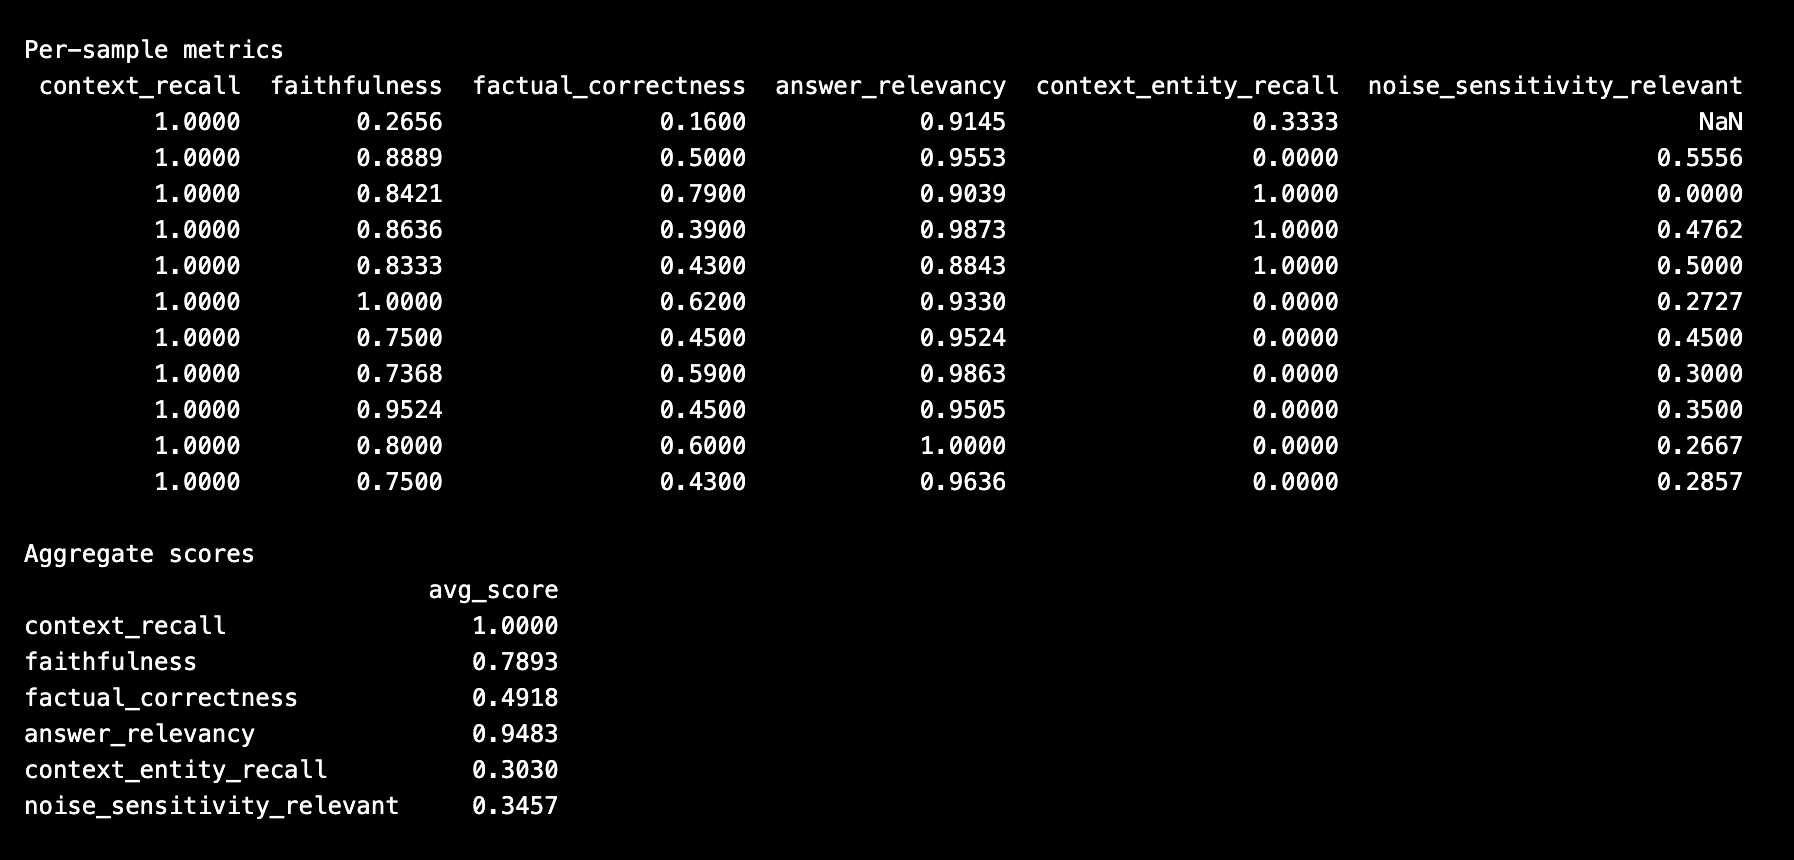 Per-sample metrics
context_recall faithfulness factual_correctness answer_relevancy context_entity_recall noise_sensitivity_relevant
1.0000 0.2656 0.1600 0.9145 0.3333 NaN
1.0000 0.8889 0.5000 0.9553 0.0000 0.5556
1.0000 0.8421 0.7900 0.9039 1.0000 0.0000
1.0000 0.8636 0.3900 0.9873 1.0000 0.4762
1.0000 0.8333 0.4300 0.8843 1.0000 0.5000
1.0000 1.0000 0.6200 0.9330 0.0000 0.2727
1.0000 0.7500 0.4500 0.9524 0.0000 0.4500
1.0000 0.7368 0.5900 0.9863 0.0000 0.3000
1.0000 0.9524 0.4500 0.9505 0.0000 0.3500
1.0000 0.8000 0.6000 1.0000 0.0000 0.2667
1.0000 0.7500 0.4300 0.9636 0.0000 0.2857
Aggregate scores
avg_score
context_recall 1.0000
faithfulness 0.7893
factual_correctness 0.4918
answer_relevancy 0.9483
context_entity_recall 0.3030
noise_sensitivity_relevant 0.3457